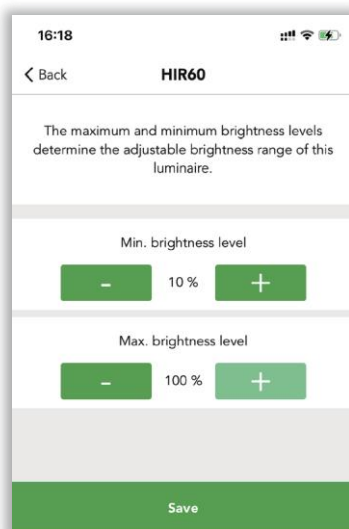 16:18
Back
HIR60
The maximum and minimum brightness levels
determine the adjustable brightness range of this
luminaire.
Min. brightness level
- 10 % +
Max. brightness level
- 100 % +
Save